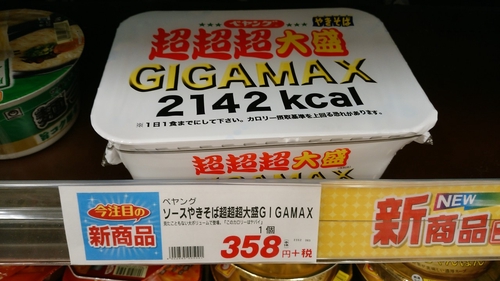 ペヤング
やきそば
超超超大盛
GIGAMAX
2142 kcal
※1日1食までにして下さい。カロリー摂取基準を上回る恐れがあります。
超超超大盛
今注目の
新商品
ペヤング
ソースやきそば超超超大盛GIGAMAX
1個
358円+税
NEW
新商品